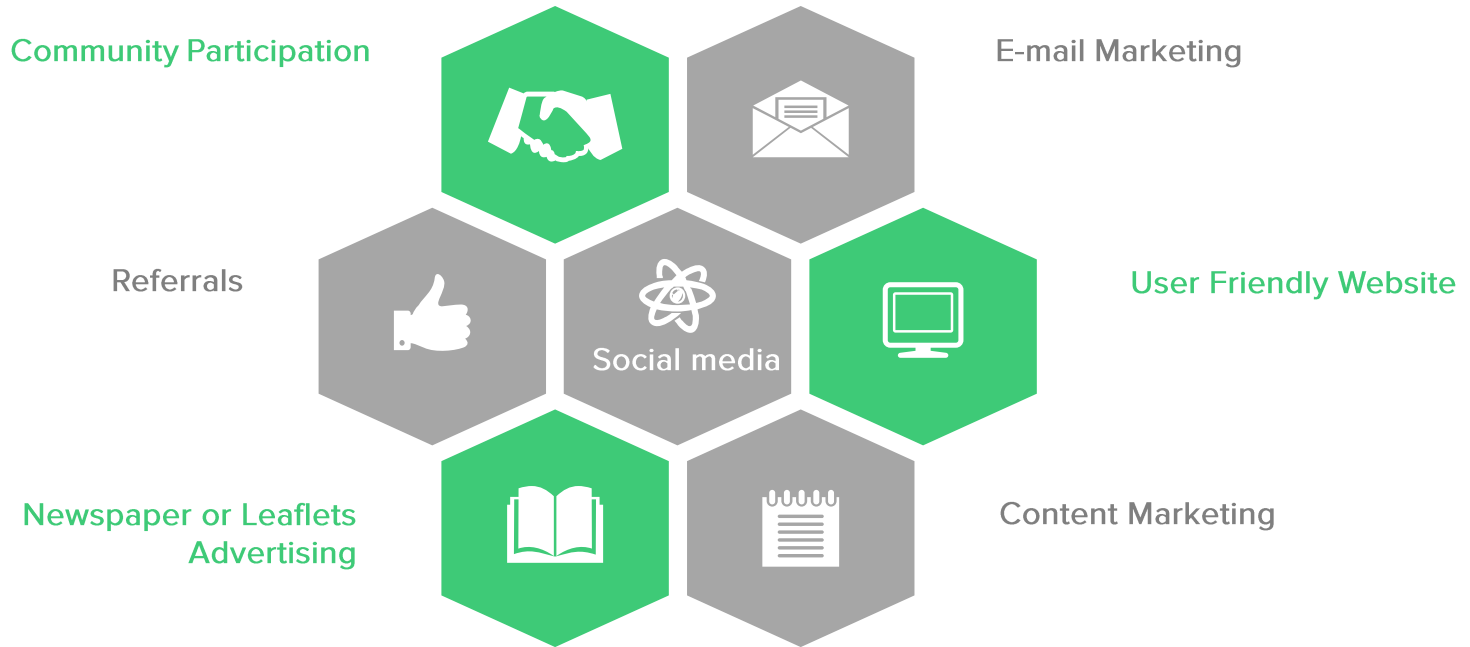 Community Participation
E-mail Marketing
Referrals
Social media
User Friendly Website
Newspaper or Leaflets
Advertising
Content Marketing